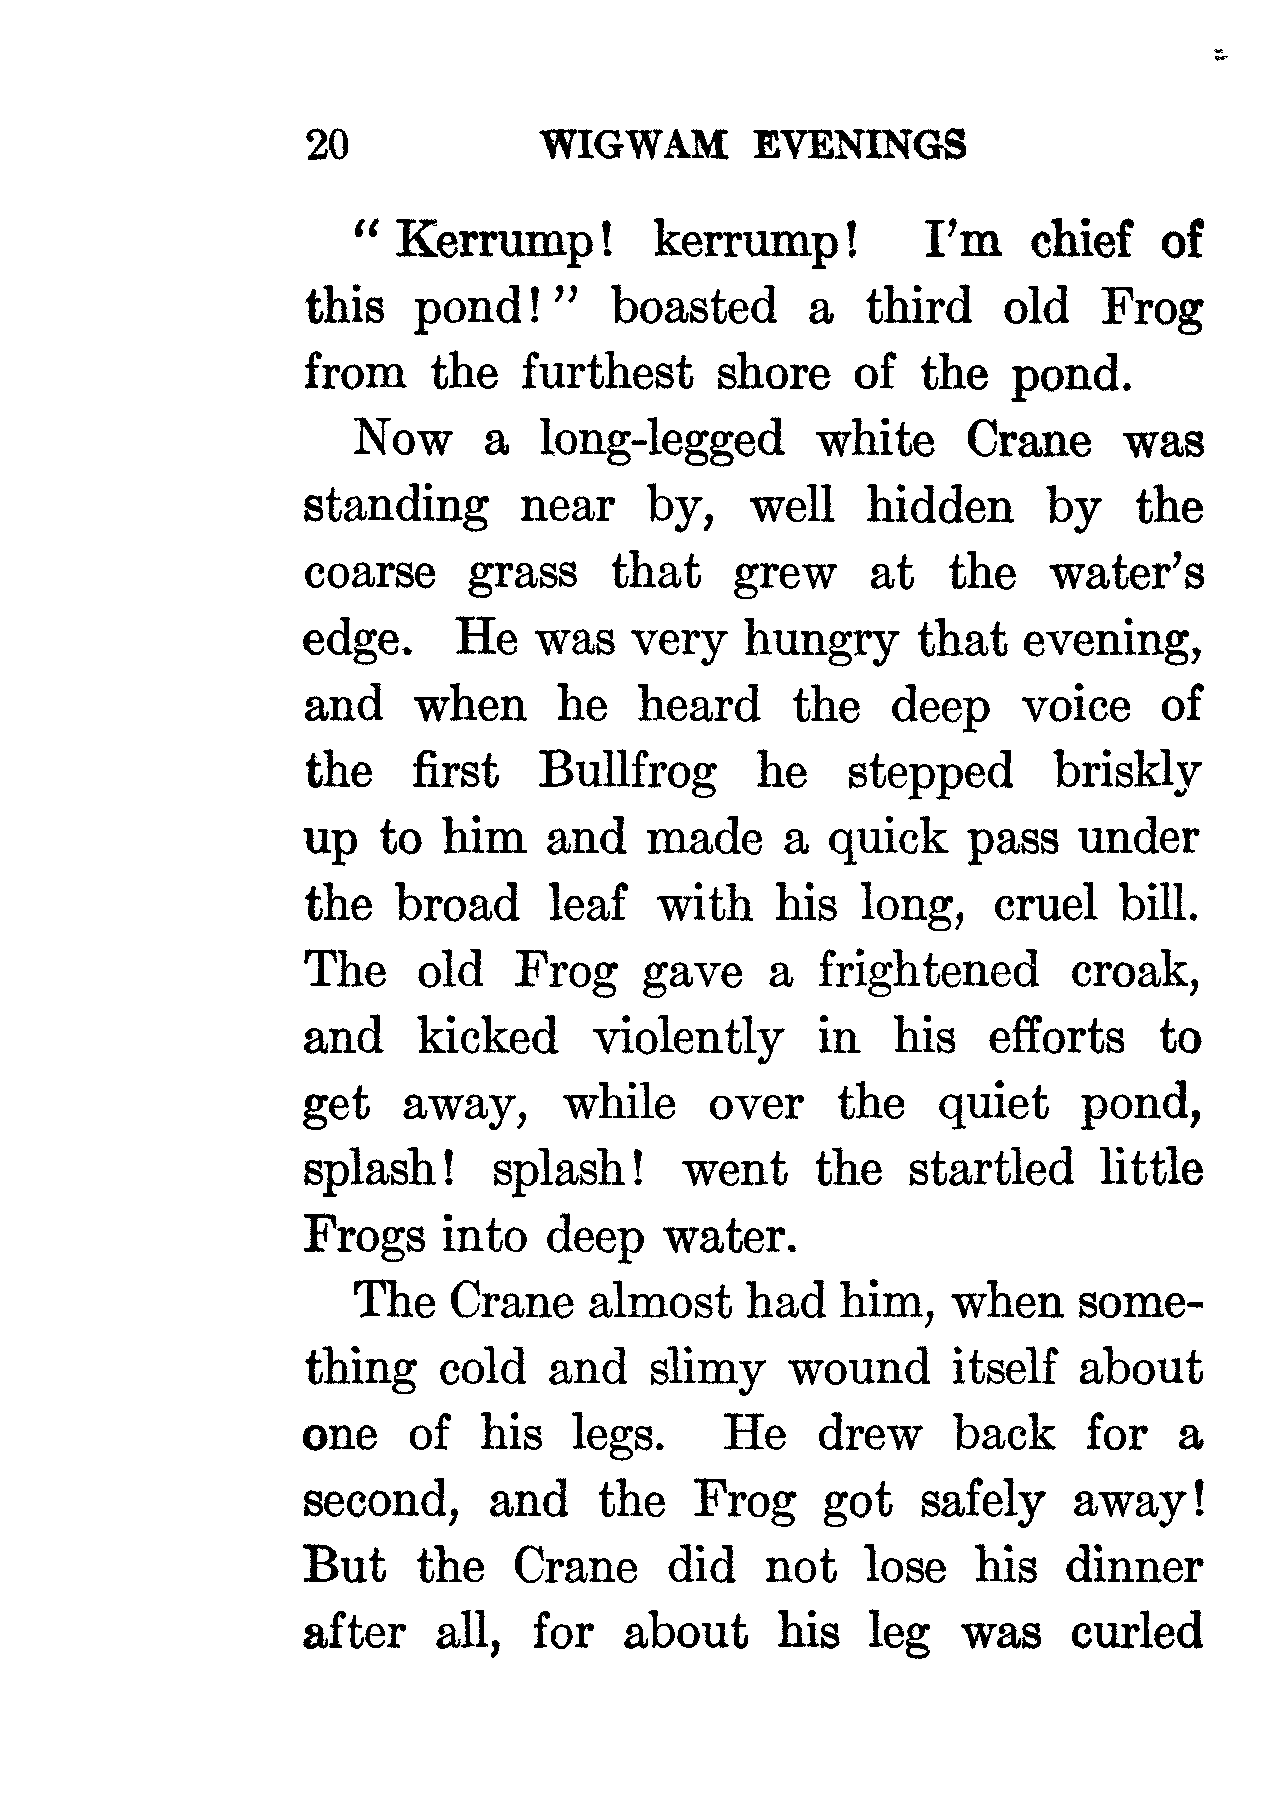 20 WIGWAM EVENINGS
“ Kerrump! kerrump! I’m chief of
this pond! ” boasted a third old Frog
from the furthest shore of the pond.
Now a long-legged white Crane was
standing near by, well hidden by the
coarse grass that grew at the water’s
edge. He was very hungry that evening,
and when he heard the deep voice of
the first Bullfrog he stepped briskly
up to him and made a quick pass under
the broad leaf with his long, cruel bill.
The old Frog gave a frightened croak,
and kicked violently in his efforts to
get away, while over the quiet pond,
splash! splash! went the startled little
Frogs into deep water.
The Crane almost had him, when some-
thing cold and slimy wound itself about
one of his legs. He drew back for a
second, and the Frog got safely away!
But the Crane did not lose his dinner
after all, for about his leg was curled